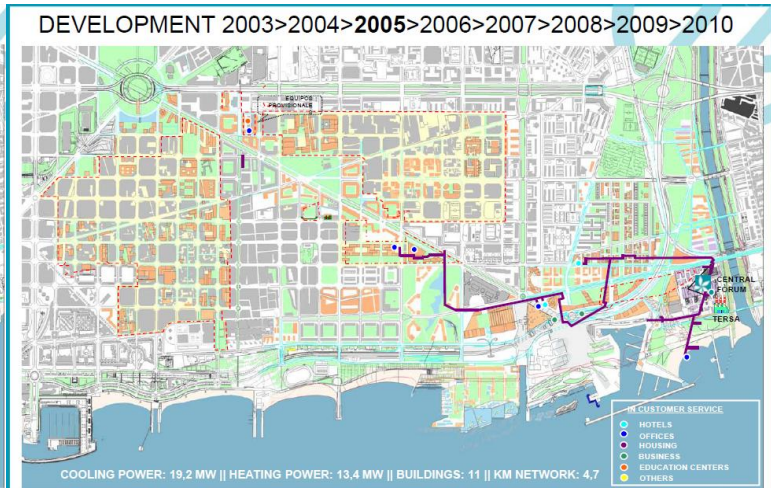 DEVELOPMENT 2003>2004>2005>2006>2007>2008>2009>2010
EQUIPOS
PROVISIONALE
CENTRAL
FORUM
TERSA
IN CUSTOMER SERVICE
HOTELS
OFFICES
HOUSING
BUSINESS
EDUCATION CENTERS
OTHERS
COOLING POWER: 19,2 MW || HEATING POWER: 13,4 MW || BUILDINGS: 11 || KM NETWORK: 4,7